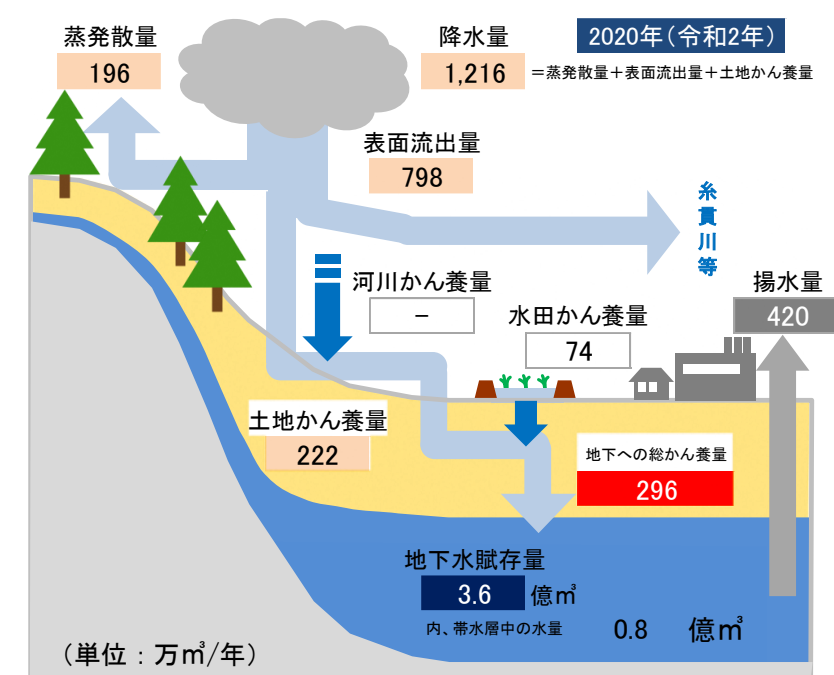 蒸発散量
196
降水量
1,216
2020年(令和2年)
=蒸発散量+表面流出量+土地かん養量
表面流出量
798
糸貫川等
河川かん養量
-
水田かん養量
74
揚水量
420
土地かん養量
222
地下への総かん養量
296
地下水賦存量
3.6 億㎥
内、帯水層中の水量 0.8 億㎥
(単位:万㎥/年)